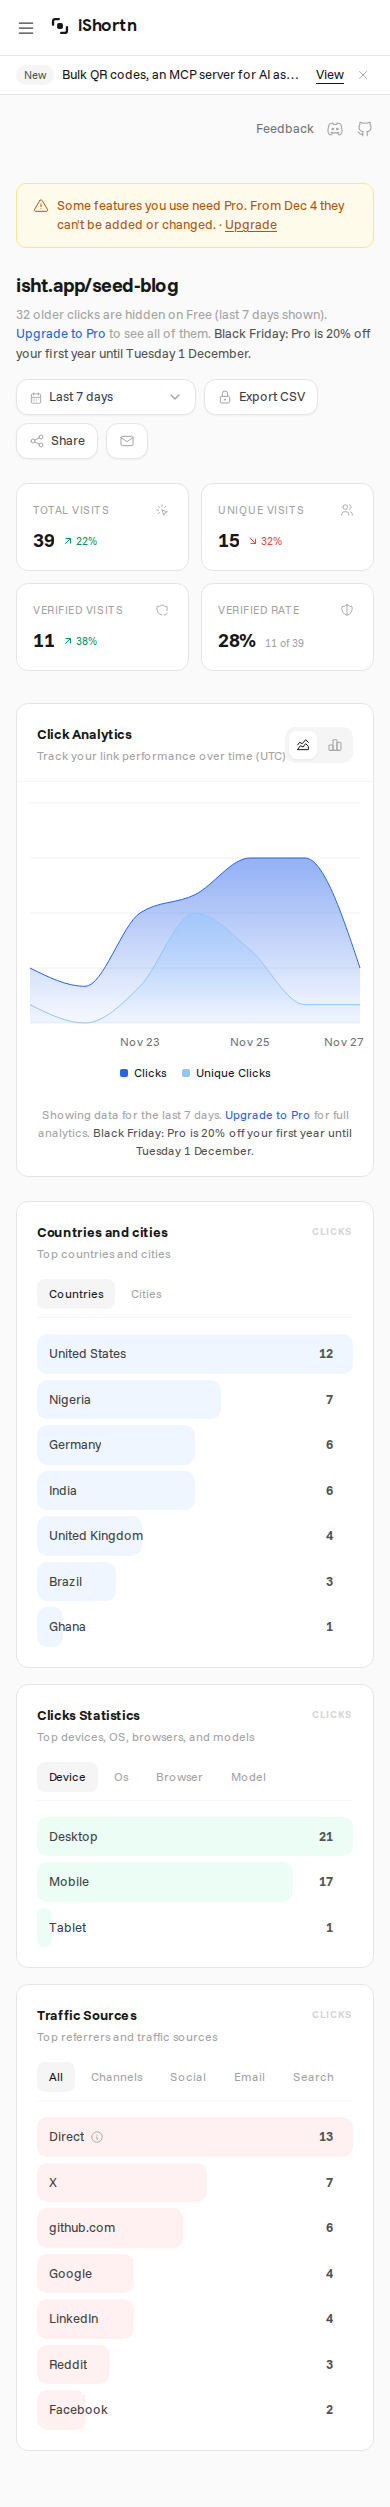 iShortn
New Bulk QR codes, an MCP server for AI as... View
Feedback
Some features you use need Pro. From Dec 4 they
can't be added or changed. · Upgrade
isht.app/seed-blog
32 older clicks are hidden on Free (last 7 days shown).
Upgrade to Pro to see all of them. Black Friday: Pro is 20% off
your first year until Tuesday 1 December.
Last 7 days
Export CSV
Share
TOTAL VISITS
39 22%
UNIQUE VISITS
15 32%
VERIFIED VISITS
11 38%
VERIFIED RATE
28% 11 of 39
Click Analytics
Track your link performance over time (UTC)
Nov 23 Nov 25 Nov 27
Clicks Unique Clicks
Showing data for the last 7 days. Upgrade to Pro for full
analytics. Black Friday: Pro is 20% off your first year until
Tuesday 1 December.
Countries and cities CLICKS
Top countries and cities
Countries Cities
United States 12
Nigeria 7
Germany 6
India 6
United Kingdom 4
Brazil 3
Ghana 1
Clicks Statistics CLICKS
Top devices, OS, browsers, and models
Device Os Browser Model
Desktop 21
Mobile 17
Tablet 1
Traffic Sources CLICKS
Top referrers and traffic sources
All Channels Social Email Search
Direct 13
X 7
github.com 6
Google 4
LinkedIn 4
Reddit 3
Facebook 2